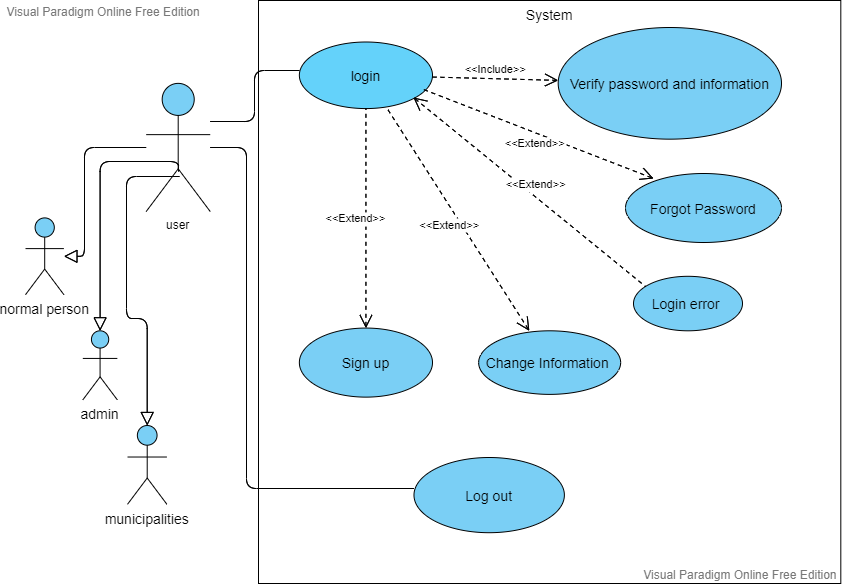 Visual Paradigm Online Free Edition
System
login
<<Include>>
Verify password and information
<<Extend>>
<<Extend>>
Forgot Password
user
<<Extend>>
<<Extend>>
normal person
Login error
Sign up
Change Information
admin
Log out
municipalities
Visual Paradigm Online Free Edition